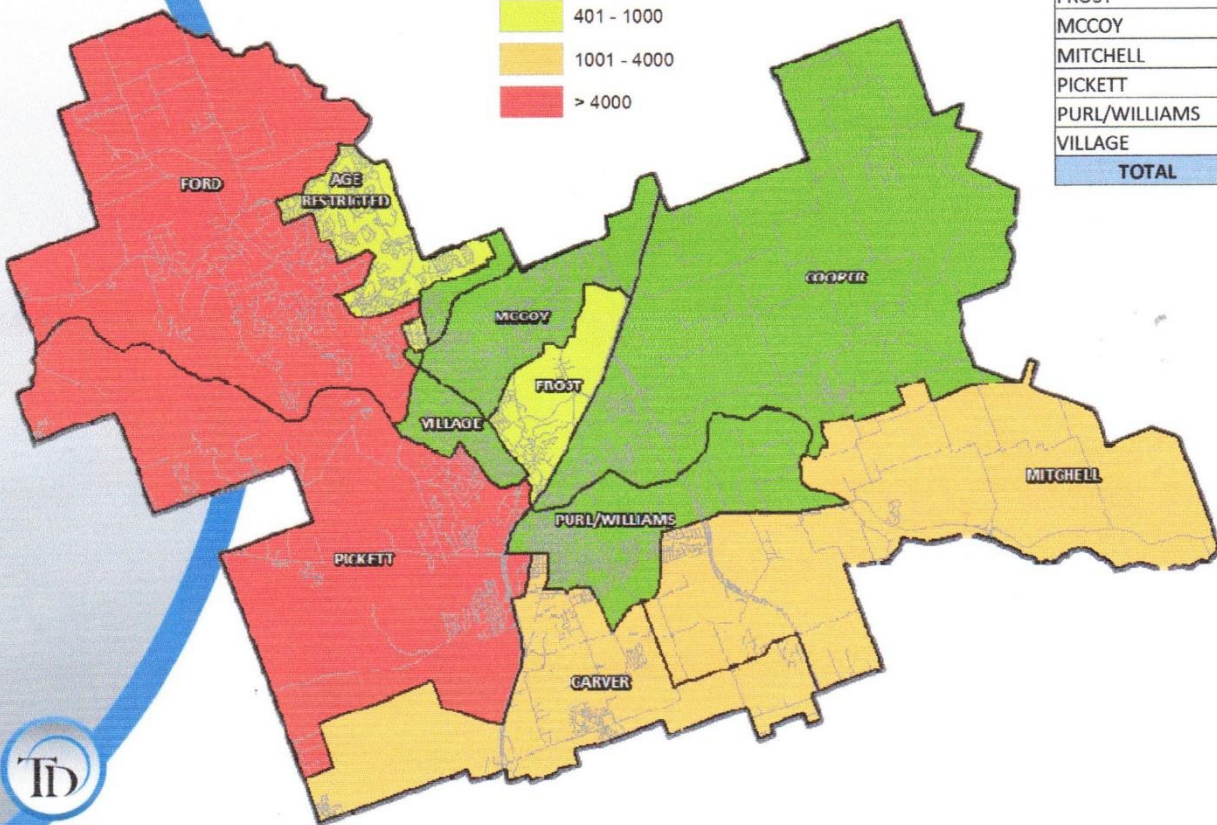 401 - 1000
1001 - 4000
> 4000
MCCOY
MITCHELL
PICKETT
PURL/WILLIAMS
VILLAGE
TOTAL
FORD
AGE
RESTRICTED
COOPER
MCCOY
FROST
VILLAGE
MITCHELL
PURL/WILLIAMS
PICKETT
CARVER
TD